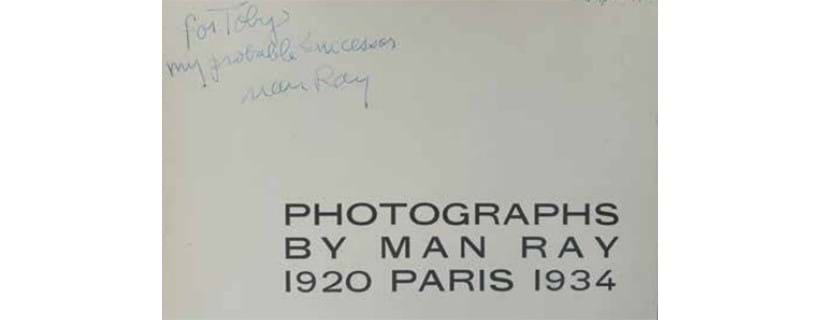 for Toby
my probable successor
Man Ray
PHOTOGRAPHS
BY MAN RAY
1920 PARIS 1934